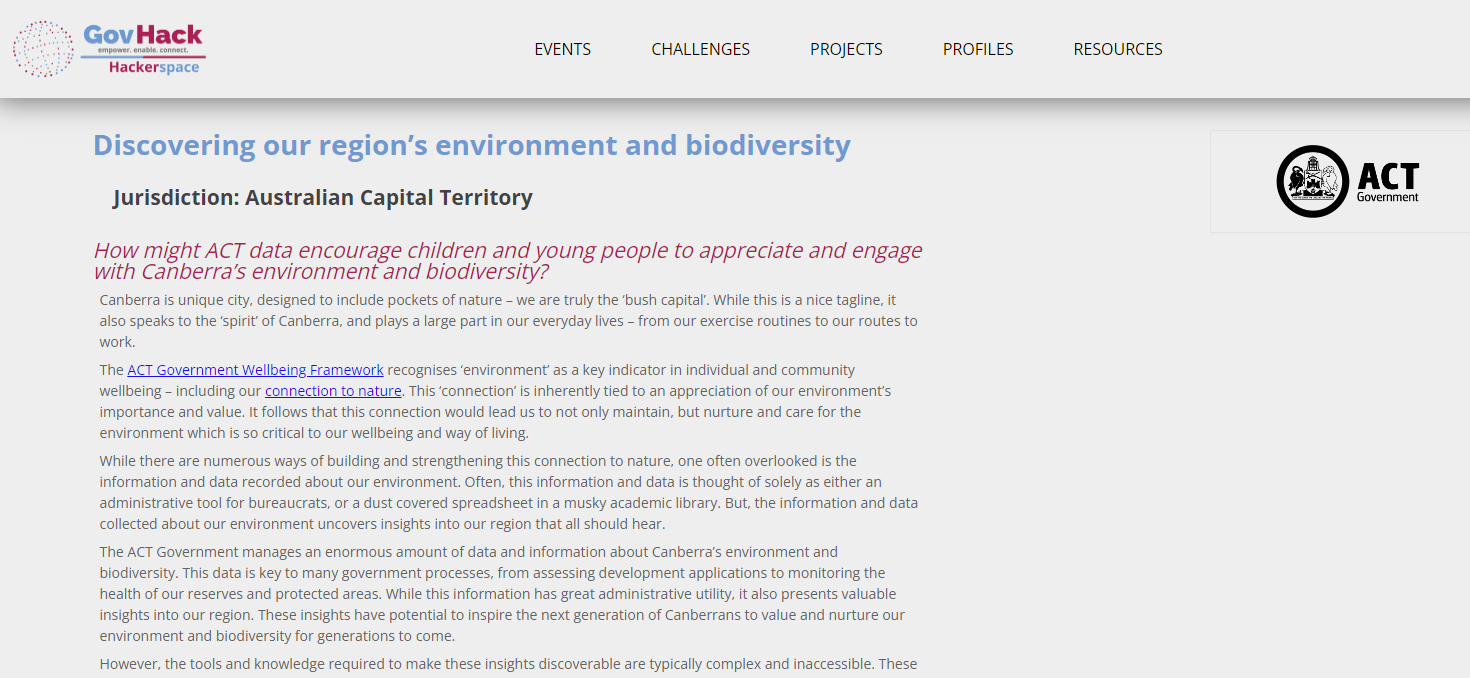 GovHack
empower. enable. connect.
Hackerspace
EVENTS CHALLENGES PROJECTS PROFILES RESOURCES
Discovering our region’s environment and biodiversity
ACT
Government
Jurisdiction: Australian Capital Territory
How might ACT data encourage children and young people to appreciate and engage
with Canberra’s environment and biodiversity?
Canberra is unique city, designed to include pockets of nature – we are truly the ‘bush capital’. While this is a nice tagline, it
also speaks to the ‘spirit’ of Canberra, and plays a large part in our everyday lives – from our exercise routines to our routes to
work.
The ACT Government Wellbeing Framework recognises ‘environment’ as a key indicator in individual and community
wellbeing – including our connection to nature. This ‘connection’ is inherently tied to an appreciation of our environment’s
importance and value. It follows that this connection would lead us to not only maintain, but nurture and care for the
environment which is so critical to our wellbeing and way of living.
While there are numerous ways of building and strengthening this connection to nature, one often overlooked is the
information and data recorded about our environment. Often, this information and data is thought of solely as either an
administrative tool for bureaucrats, or a dust covered spreadsheet in a musky academic library. But, the information and data
collected about our environment uncovers insights into our region that all should hear.
The ACT Government manages an enormous amount of data and information about Canberra’s environment and
biodiversity. This data is key to many government processes, from assessing development applications to monitoring the
health of our reserves and protected areas. While this information has great administrative utility, it also presents valuable
insights into our region. These insights have potential to inspire the next generation of Canberrans to value and nurture our
environment and biodiversity for generations to come.
However, the tools and knowledge required to make these insights discoverable are typically complex and inaccessible. These